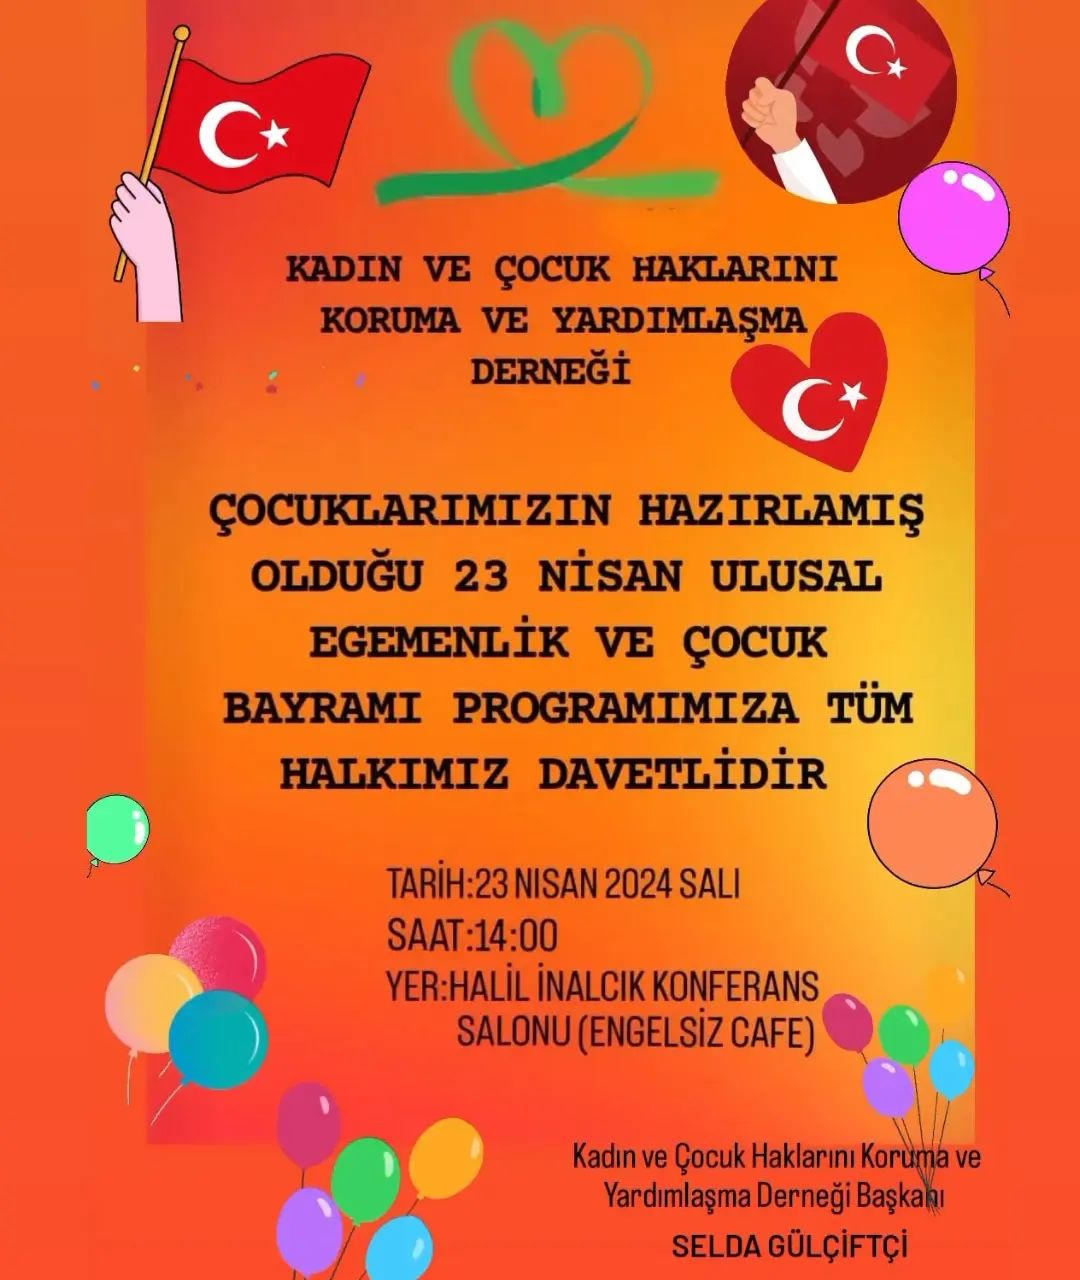 KADIN VE ÇOCUK HAKLARINI
KORUMA VE YARDIMLAŞMA
DERNEĞİ
ÇOCUKLARIMIZIN HAZIRLAMIŞ
OLDUĞU 23 NİSAN ULUSAL
EGEMENLİK VE ÇOCUK
BAYRAMI PROGRAMIMIZA TÜM
HALKIMIZ DAVETLİDİR
TARİH:23 NISAN 2024 SALI
SAAT:14:00
YER:HALİL İNALCIK KONFERANS
SALONU (ENGELSİZ CAFE)
Kadın ve Çocuk Haklarını Koruma ve
Yardımlaşma Derneği Başkanı
SELDA GÜLÇİFTÇİ